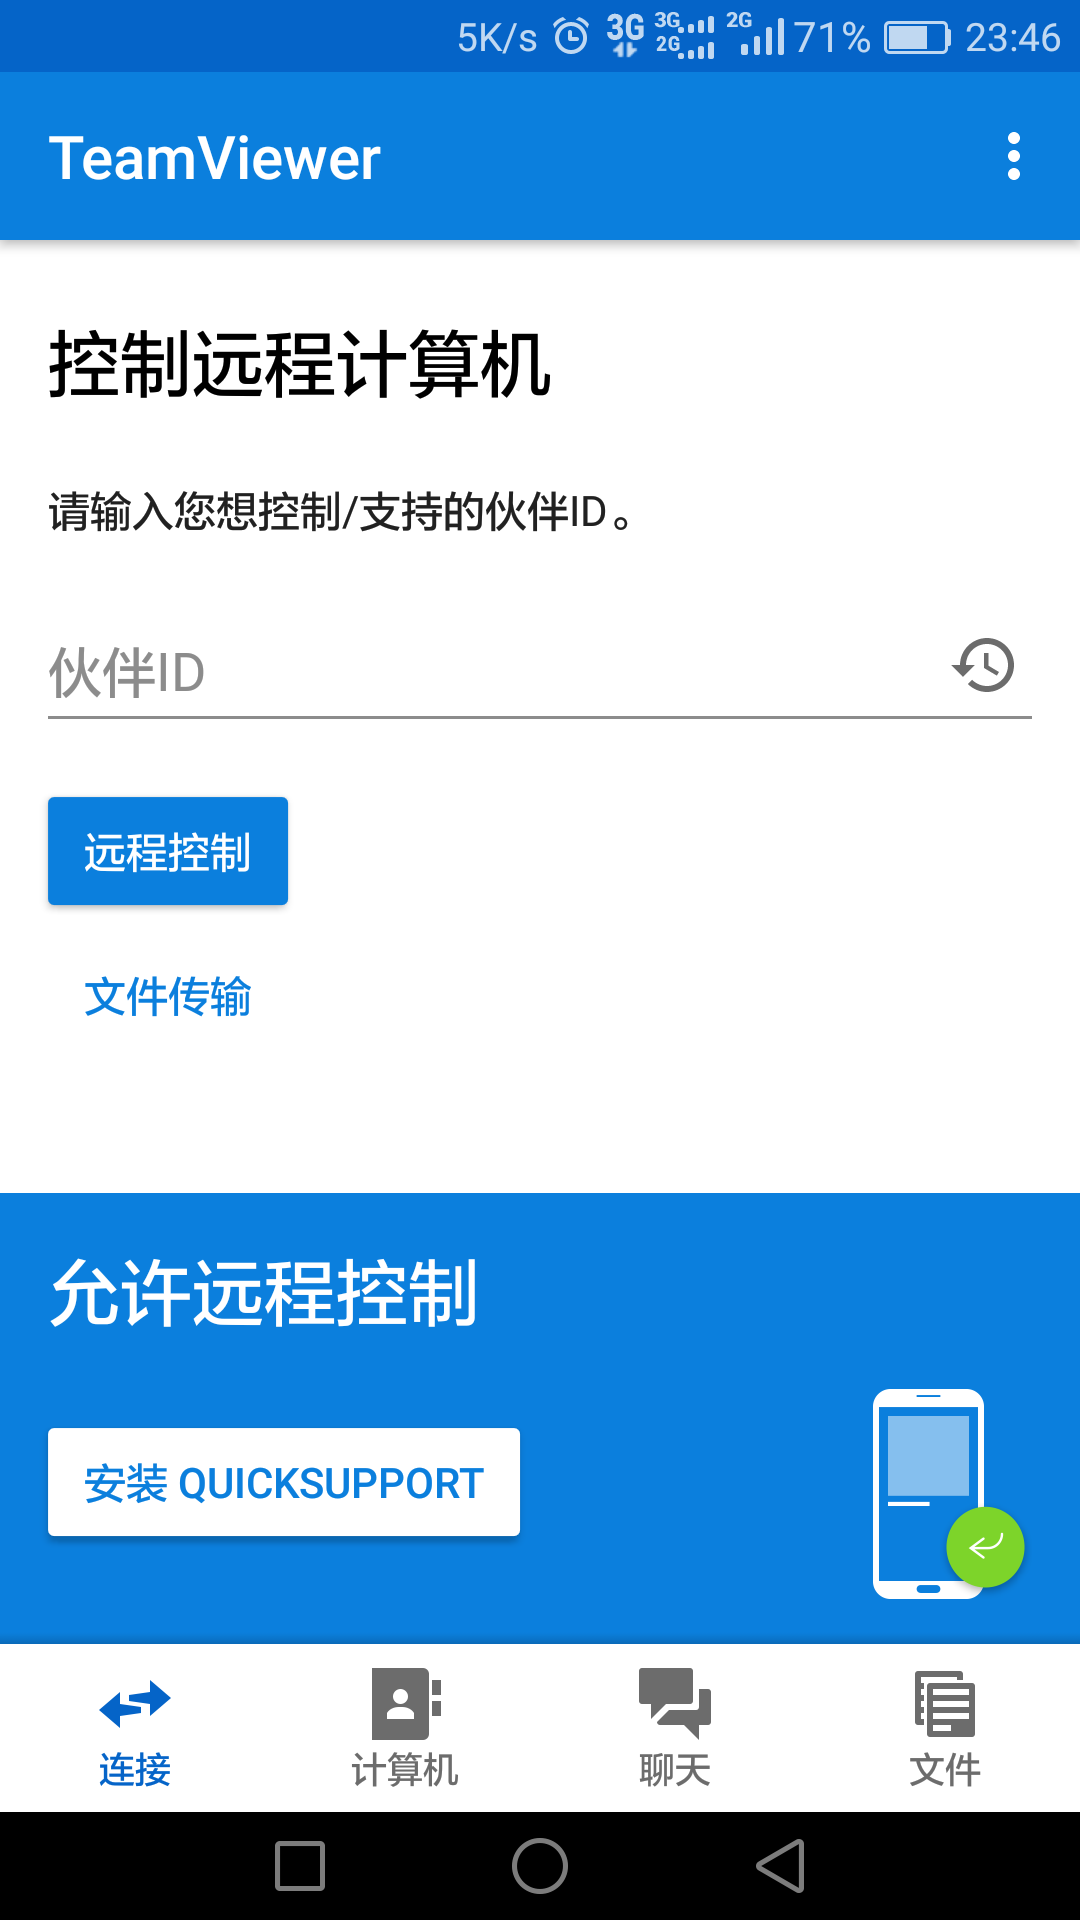 5K/s 3G 3G 2G 2G 71% 23:46
TeamViewer
控制远程计算机
请输入您想控制/支持的伙伴ID。
伙伴ID
远程控制
文件传输
允许远程控制
安装 QUICKSUPPORT
连接 计算机 聊天 文件